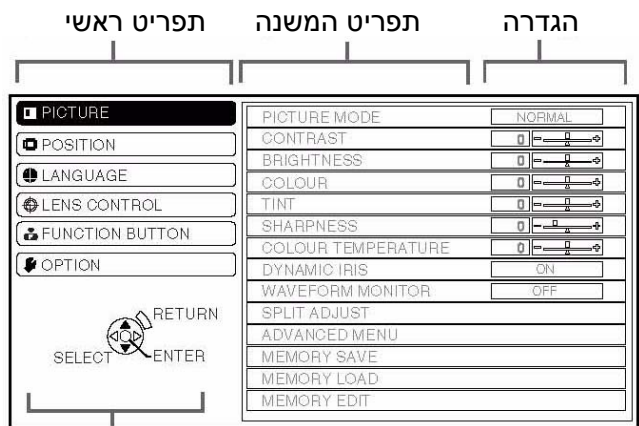 תפריט ראשי
תפריט המשנה
הגדרה
PICTURE
POSITION
LANGUAGE
LENS CONTROL
FUNCTION BUTTON
OPTION
RETURN
SELECT
ENTER
PICTURE MODE NORMAL
CONTRAST 0 - +
BRIGHTNESS 0 - +
COLOUR 0 - +
TINT 0 - +
SHARPNESS 0 - +
COLOUR TEMPERATURE 0 - +
DYNAMIC IRIS ON
WAVEFORM MONITOR OFF
SPLIT ADJUST
ADVANCED MENU
MEMORY SAVE
MEMORY LOAD
MEMORY EDIT